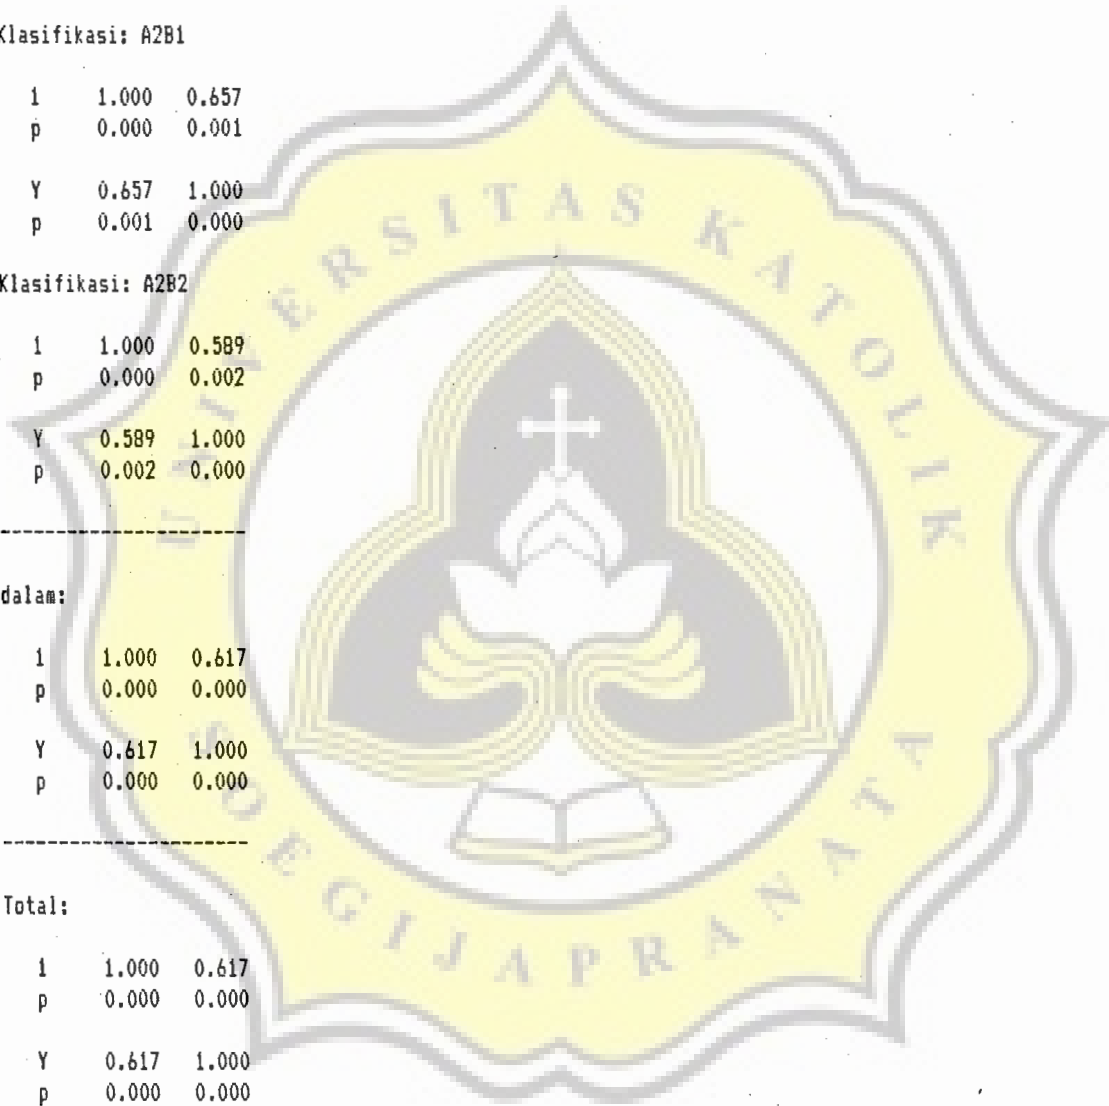 Klasifikasi: A2B1
1 1.000 0.657
p 0.000 0.001
Y 0.657 1.000
p 0.001 0.000
Klasifikasi: A2B2
1 1.000 0.589
p 0.000 0.002
Y 0.589 1.000
p 0.002 0.000
------------------------
dalam:
1 1.000 0.617
p 0.000 0.000
Y 0.617 1.000
p 0.000 0.000
------------------------
Total:
1 1.000 0.617
p 0.000 0.000
Y 0.617 1.000
p 0.000 0.000
UNIVERSITAS KATOLIK
SOEGIJAPRANATA